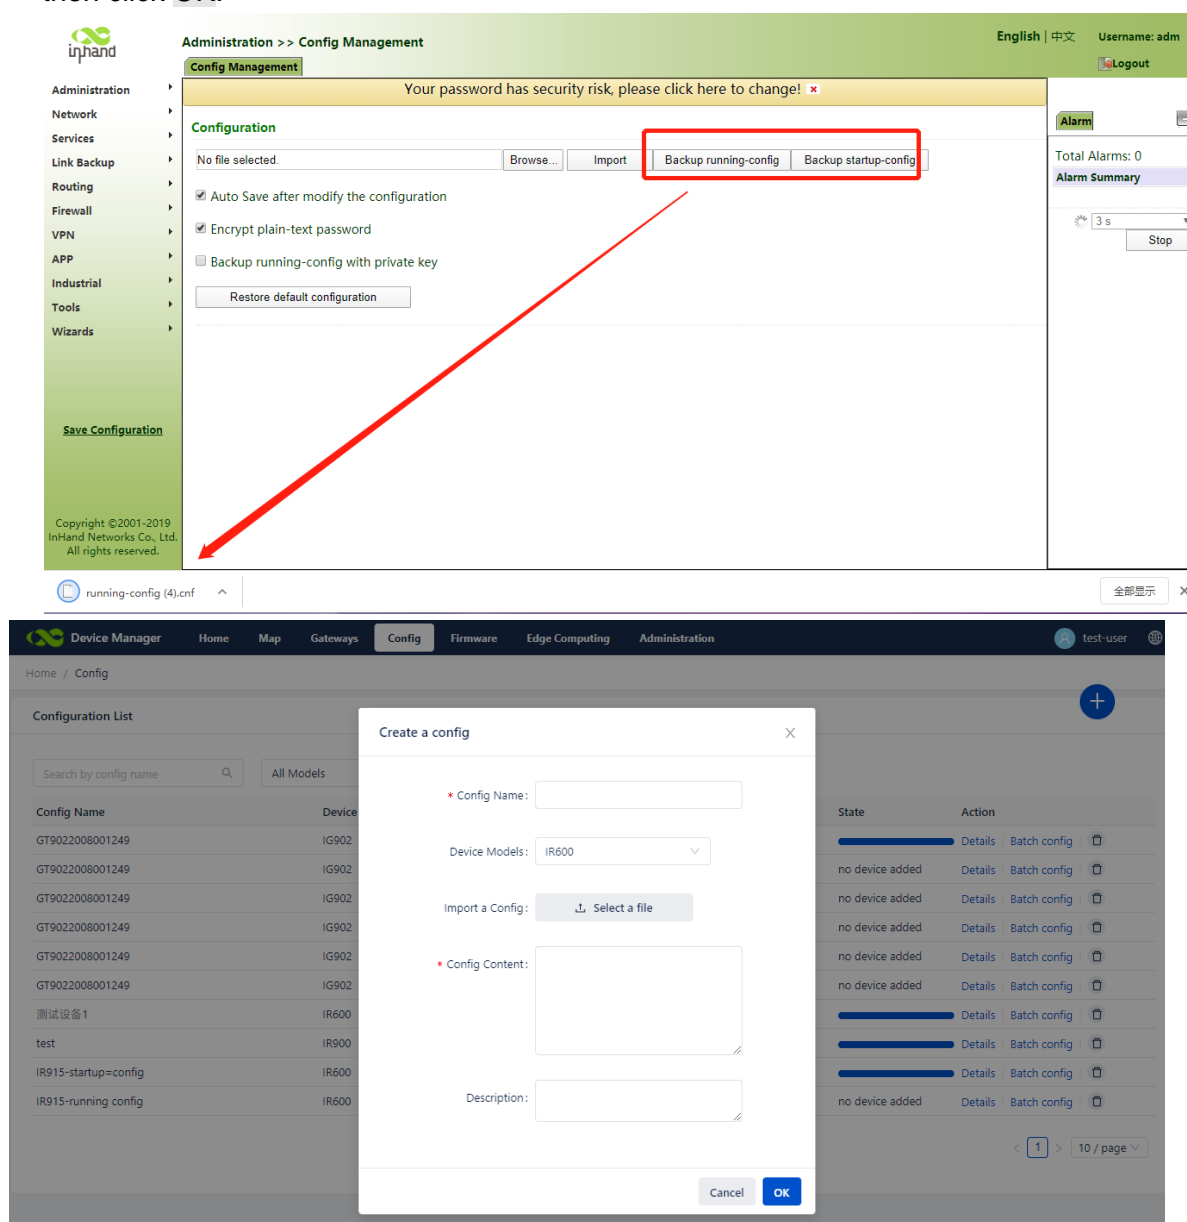 then click OK.
inhand
Administration >> Config Management
English | 中文 Username: adm
Logout
Config Management
Your password has security risk, please click here to change!
Administration
Network
Services
Link Backup
Routing
Firewall
VPN
APP
Industrial
Tools
Wizards
Save Configuration
Copyright ©2001-2019
InHand Networks Co., Ltd.
All rights reserved.
Configuration
No file selected. Browse... Import Backup running-config Backup startup-config
Auto Save after modify the configuration
Encrypt plain-text password
Backup running-config with private key
Restore default configuration
Alarm
Total Alarms: 0
Alarm Summary
3 s
Stop
running-config (4).cnf
全部显示
Device Manager Home Map Gateways Config Firmware Edge Computing Administration test-user
Home / Config
Configuration List
Search by config name All Models
Config Name Device State Action
GT9022008001249 IG902 Details Batch config
GT9022008001249 IG902 no device added Details Batch config
GT9022008001249 IG902 no device added Details Batch config
GT9022008001249 IG902 no device added Details Batch config
GT9022008001249 IG902 no device added Details Batch config
GT9022008001249 IG902 no device added Details Batch config
测试设备1 IR600 Details Batch config
test IR900 Details Batch config
IR915-startup=config IR600 Details Batch config
IR915-running config IR600 no device added Details Batch config
< 1 > 10 / page
Create a config
* Config Name:
Device Models: IR600
Import a Config: Select a file
* Config Content:
Description:
Cancel OK